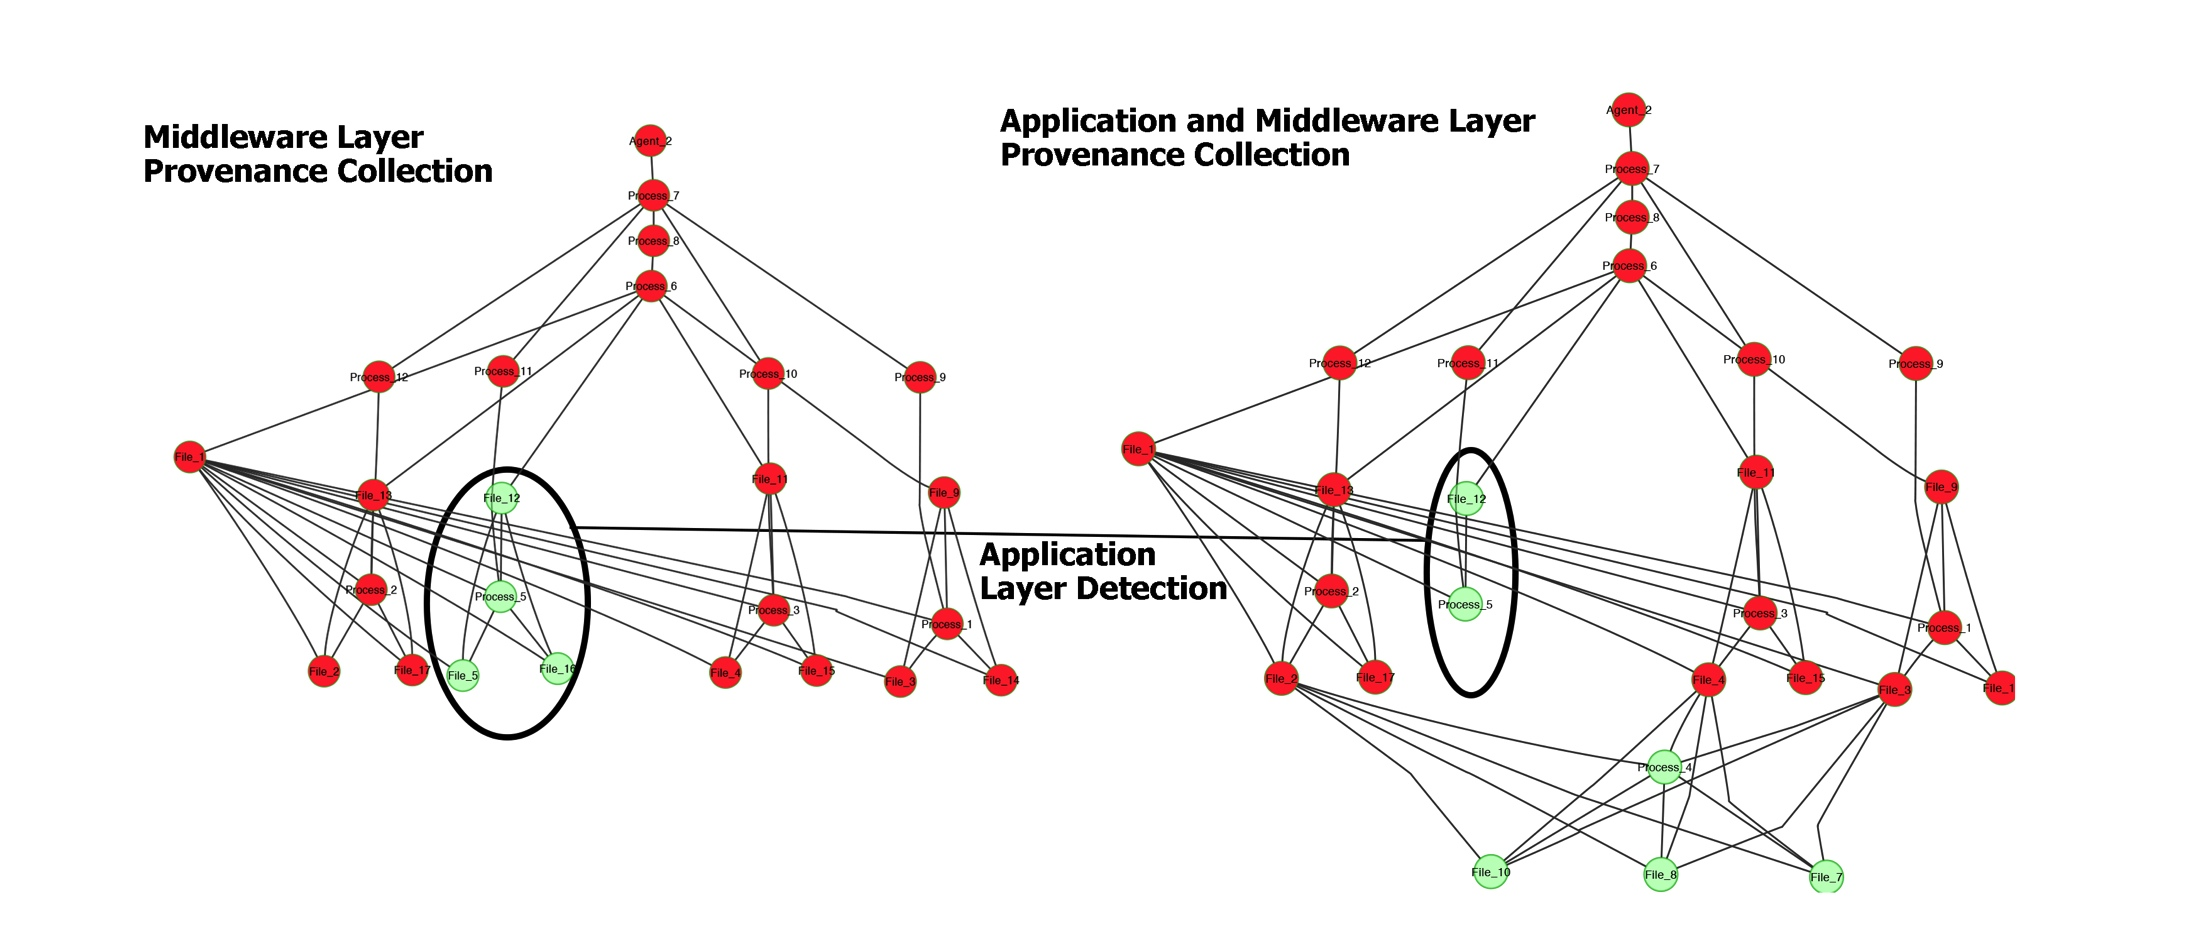 Middleware Layer
Provenance Collection
Agent_2
Process_7
Process_8
Process_6
Process_12
Process_11
Process_10
Process_9
File_1
File_13
File_12
File_11
File_9
Process_2
Process_5
Process_3
Process_1
File_2
File_17
File_5
File_16
File_4
File_15
File_3
File_14
Application
Layer Detection
Application and Middleware Layer
Provenance Collection
Agent_2
Process_7
Process_8
Process_6
Process_12
Process_11
Process_10
Process_9
File_1
File_13
File_12
File_11
File_9
Process_2
Process_5
Process_3
Process_1
File_2
File_17
File_4
File_15
File_3
File_1
Process_4
File_10
File_8
File_7